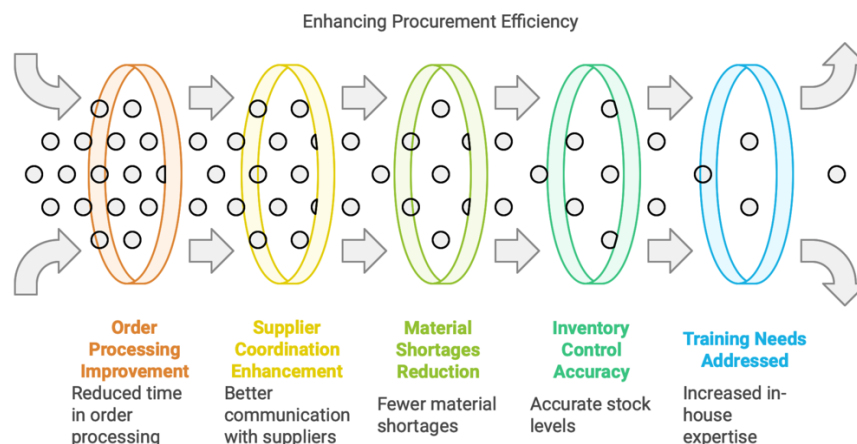 Enhancing Procurement Efficiency
Order
Processing
Improvement
Reduced time
in order
processing
Supplier
Coordination
Enhancement
Better
communication
with suppliers
Material
Shortages
Reduction
Fewer material
shortages
Inventory
Control
Accuracy
Accurate stock
levels
Training Needs
Addressed
Increased in-
house
expertise